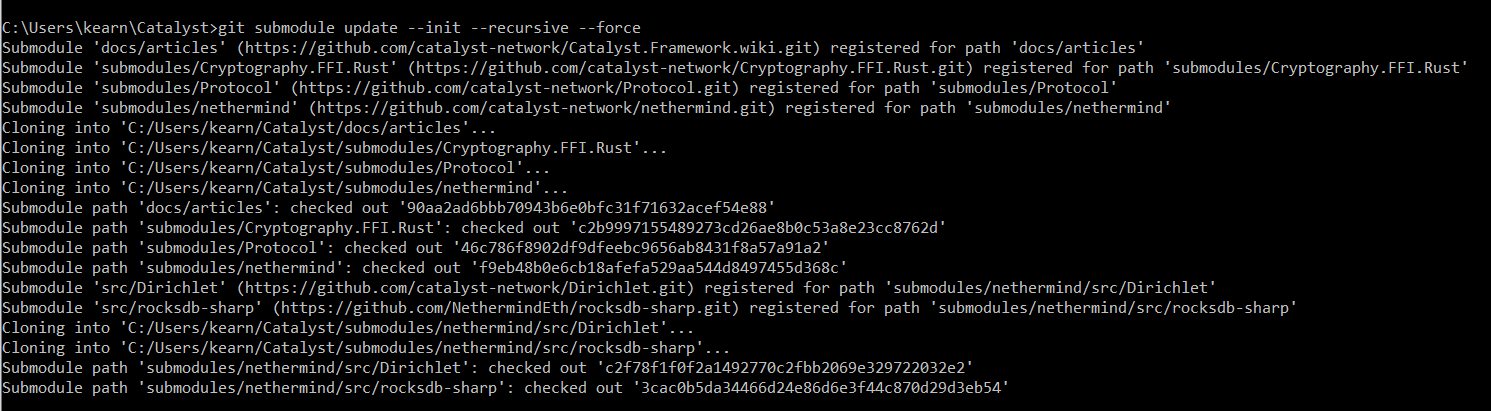 C:\Users\kearn\Catalyst>git submodule update --init --recursive --force
Submodule 'docs/articles' (https://github.com/catalyst-network/Catalyst.Framework.wiki.git) registered for path 'docs/articles'
Submodule 'submodules/Cryptography.FFI.Rust' (https://github.com/catalyst-network/Cryptography.FFI.Rust.git) registered for path 'submodules/Cryptography.FFI.Rust'
Submodule 'submodules/Protocol' (https://github.com/catalyst-network/Protocol.git) registered for path 'submodules/Protocol'
Submodule 'submodules/nethermind' (https://github.com/catalyst-network/nethermind.git) registered for path 'submodules/nethermind'
Cloning into 'C:/Users/kearn/Catalyst/docs/articles'...
Cloning into 'C:/Users/kearn/Catalyst/submodules/Cryptography.FFI.Rust'...
Cloning into 'C:/Users/kearn/Catalyst/submodules/Protocol'...
Cloning into 'C:/Users/kearn/Catalyst/submodules/nethermind'...
Submodule path 'docs/articles': checked out '90aa2ad6bbb70943b6e0bfc31f71632acef54e88'
Submodule path 'submodules/Cryptography.FFI.Rust': checked out 'c2b9997155489273cd26ae8b0c53a8e23cc8762d'
Submodule path 'submodules/Protocol': checked out '46c786f8902df9dfeebc9656ab8431f8a57a91a2'
Submodule path 'submodules/nethermind': checked out 'f9eb48b0e6cb18afefa529aa544d8497455d368c'
Submodule 'src/Dirichlet' (https://github.com/catalyst-network/Dirichlet.git) registered for path 'submodules/nethermind/src/Dirichlet'
Submodule 'src/rocksdb-sharp' (https://github.com/NethermindEth/rocksdb-sharp.git) registered for path 'submodules/nethermind/src/rocksdb-sharp'
Cloning into 'C:/Users/kearn/Catalyst/submodules/nethermind/src/Dirichlet'...
Cloning into 'C:/Users/kearn/Catalyst/submodules/nethermind/src/rocksdb-sharp'...
Submodule path 'submodules/nethermind/src/Dirichlet': checked out 'c2f78f1f0f2a1492770c2fbb2069e329722032e2'
Submodule path 'submodules/nethermind/src/rocksdb-sharp': checked out '3cac0b5da34466d24e86d6e3f44c870d29d3eb54'